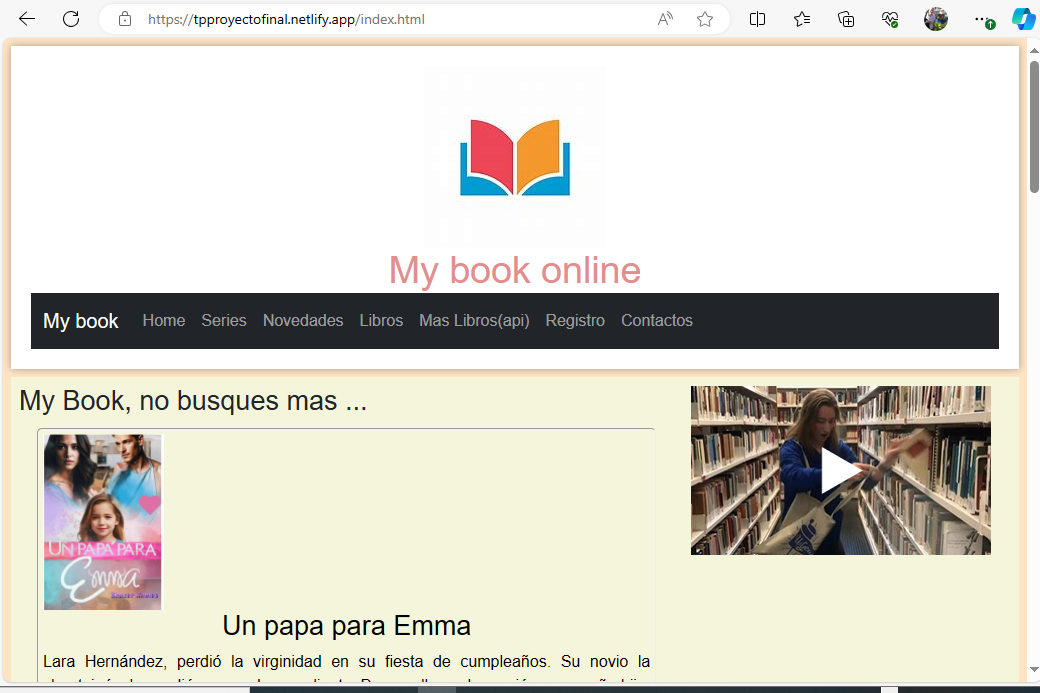 https://tpproyectofinal.netlify.app/index.html
My book online
My book Home Series Novedades Libros Mas Libros(api) Registro Contactos
My Book, no busques mas ...
UN PAPA PARA
Emma
Un papa para Emma
Lara Hernández, perdió la virginidad en su fiesta de cumpleaños. Su novio la